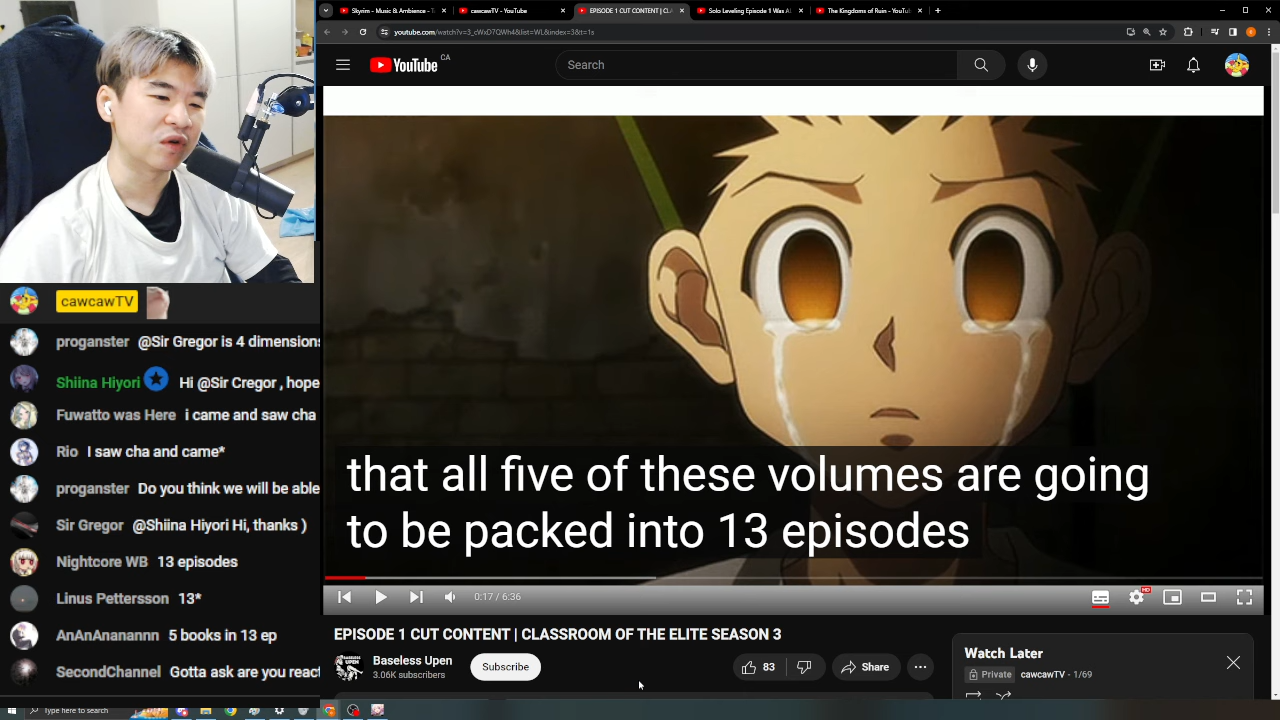 Skyrim - Music & Ambience - T
cawcawTV - YouTube
EPISODE 1 CUT CONTENT | CL
Solo Leveling Episode 1 Was A
The Kingdoms of Ruin - YouTu
youtube.com/watch?v=3_cWxD7QWh4&list=WL&index=3&t=1s
YouTube CA
Search
cawcawTV
proganster @Sir Gregor is 4 dimensions
Shiina Hiyori Hi @Sir Cregor , hope
Fuwatto was Here i came and saw cha
Rio I saw cha and came*
proganster Do you think we will be able
Sir Gregor @Shiina Hiyori Hi, thanks )
Nightcore WB 13 episodes
Linus Pettersson 13*
AnAnAnanannn 5 books in 13 ep
SecondChannel Gotta ask are you react
that all five of these volumes are going
to be packed into 13 episodes
0:17 / 6:36
HD
EPISODE 1 CUT CONTENT | CLASSROOM OF THE ELITE SEASON 3
BASELESS UPEN
Baseless Upen
3.06K subscribers
Subscribe
83
Share
Watch Later
Private cawcawTV - 1/69
Type here to search